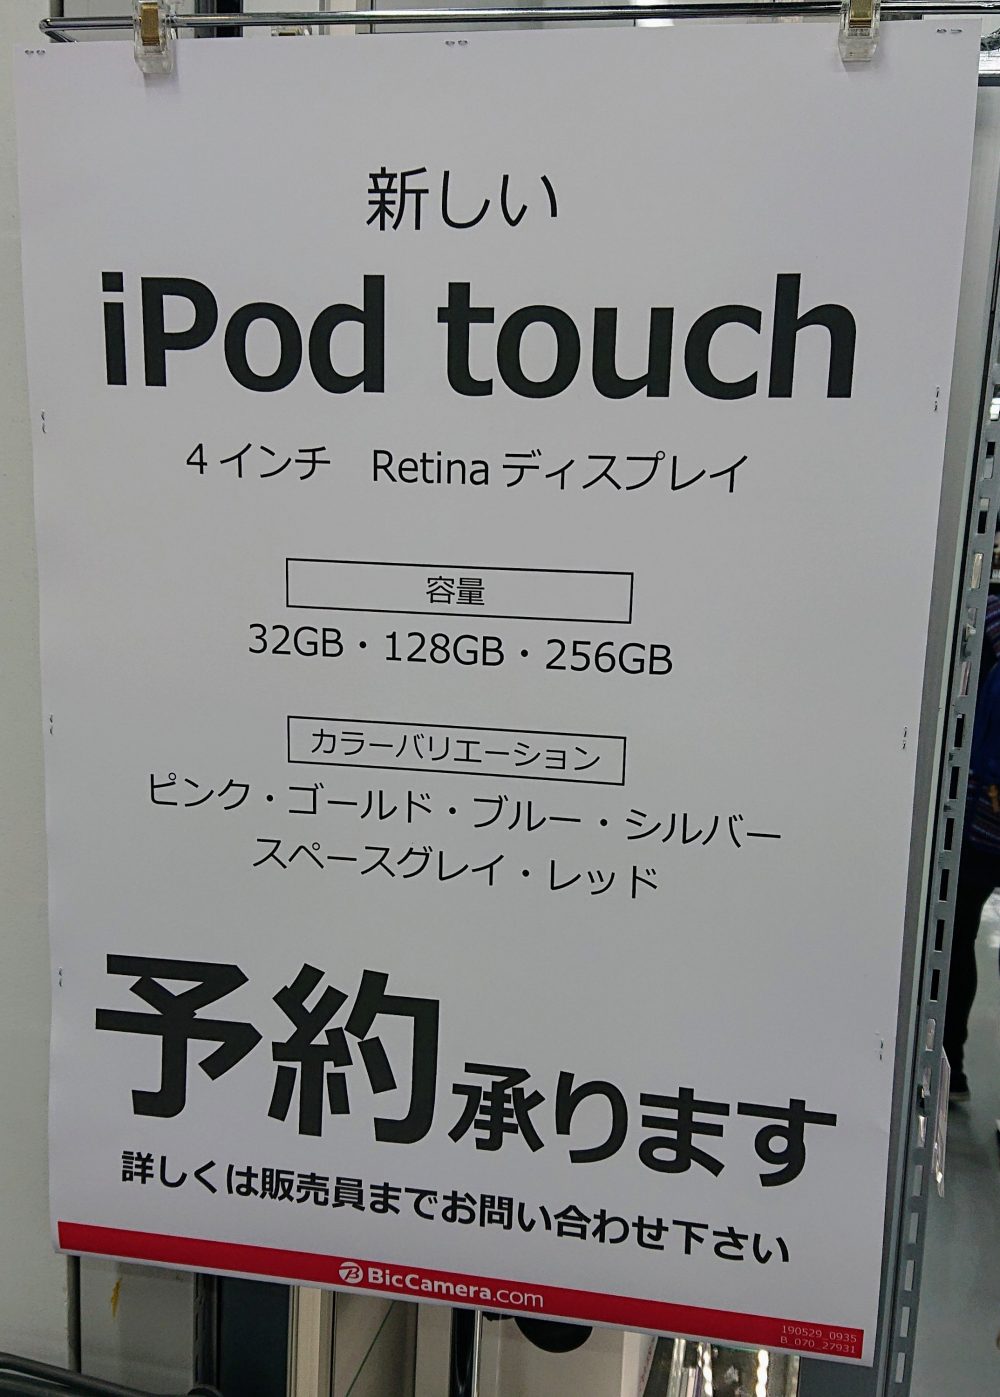 新しい
iPod touch
4インチ Retinaディスプレイ
容量
32GB・128GB・256GB
カラーバリエーション
ピンク・ゴールド・ブルー・シルバー
スペースグレイ・レッド
予約承ります
詳しくは販売員までお問い合わせ下さい
BicCamera.com
190529_0935
B_070_27931